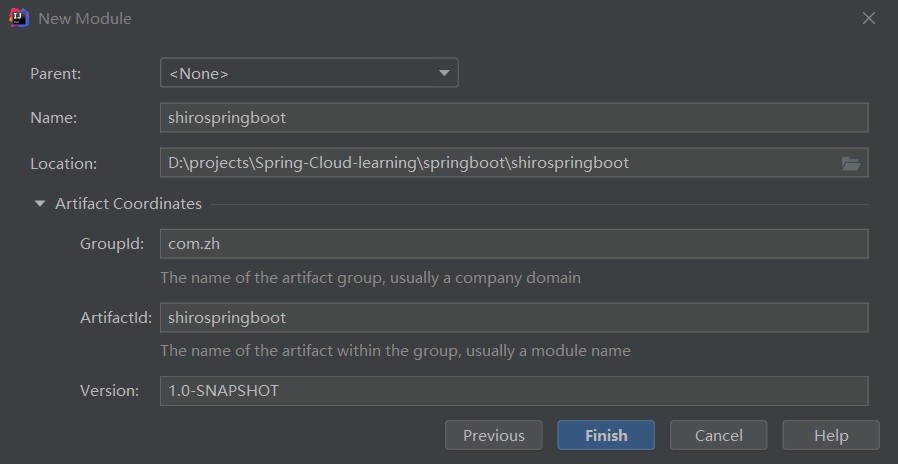 New Module
Parent: <None>
Name: shirospringboot
Location: D:\projects\Spring-Cloud-learning\springboot\shirospringboot
Artifact Coordinates
GroupId: com.zh
The name of the artifact group, usually a company domain
ArtifactId: shirospringboot
The name of the artifact within the group, usually a module name
Version: 1.0-SNAPSHOT
Previous Finish Cancel Help